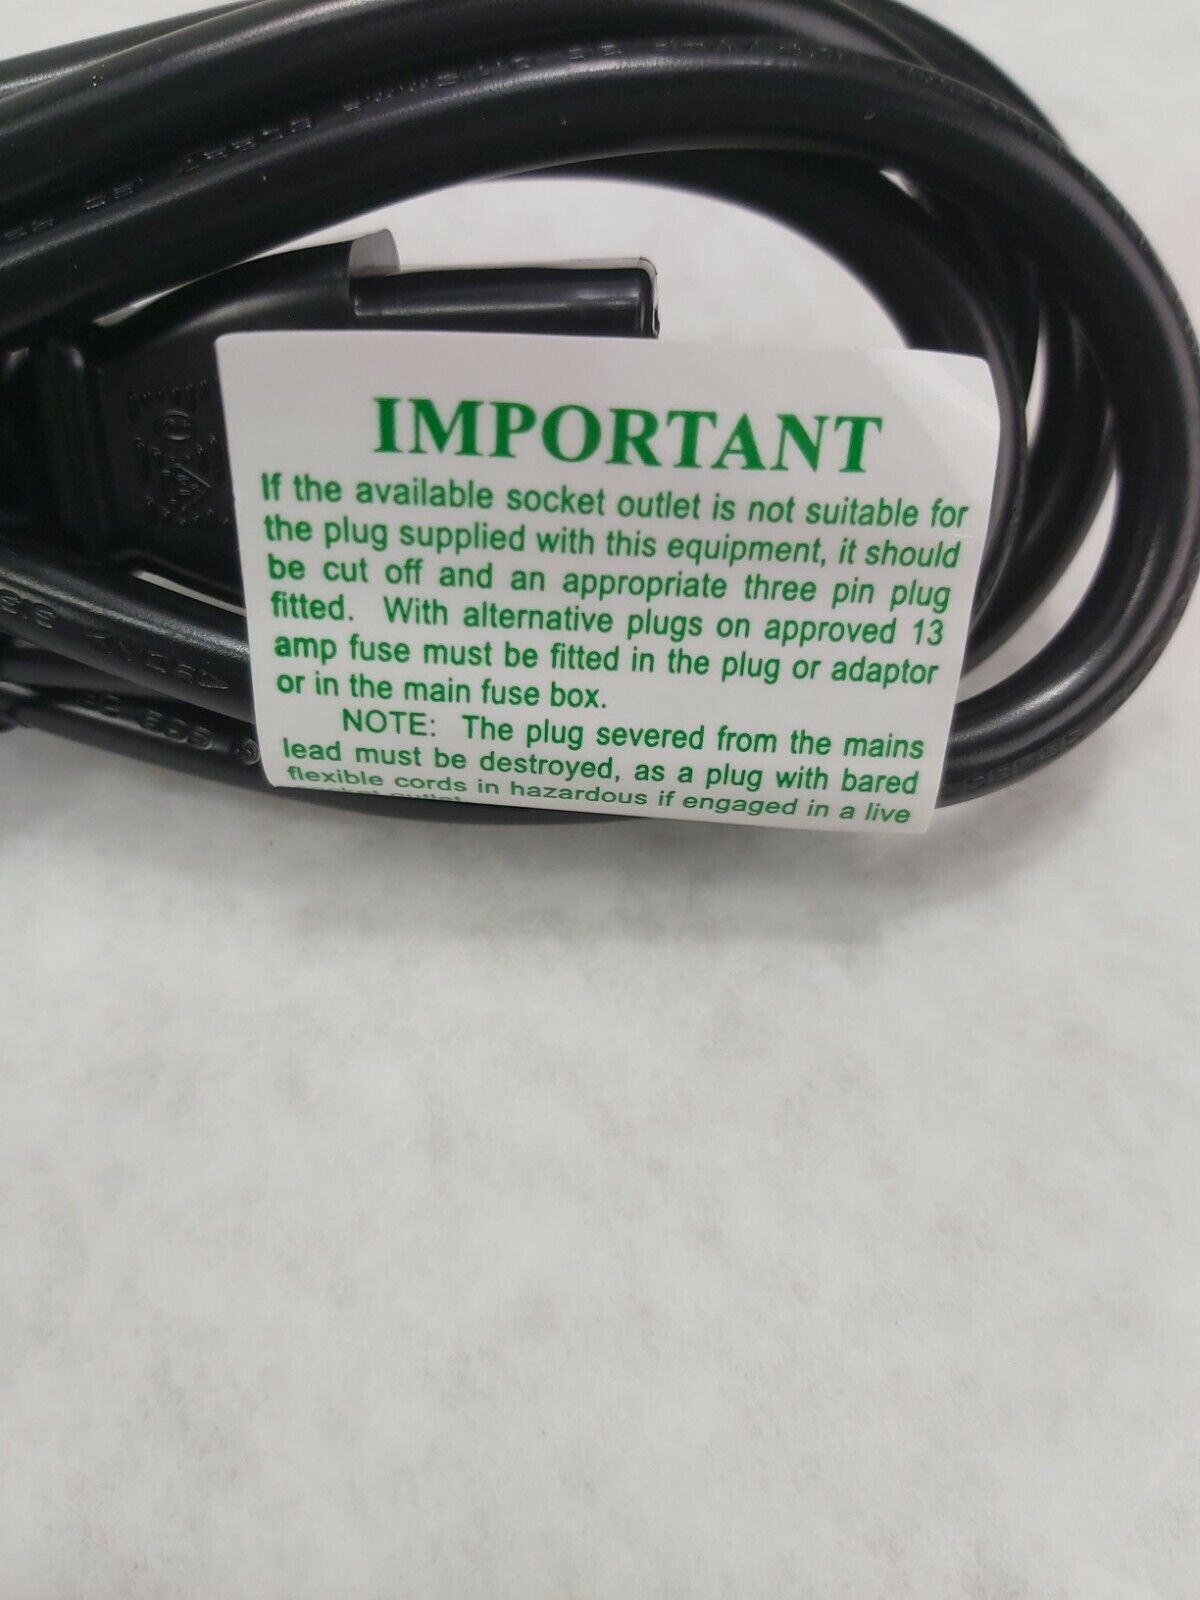 IMPORTANT
If the available socket outlet is not suitable for
the plug supplied with this equipment, it should
be cut off and an appropriate three pin plug
fitted. With alternative plugs on approved 13
amp fuse must be fitted in the plug or adaptor
or in the main fuse box.
NOTE: The plug severed from the mains
lead must be destroyed, as a plug with bared
flexible cords in hazardous if engaged in a live
socket outlet